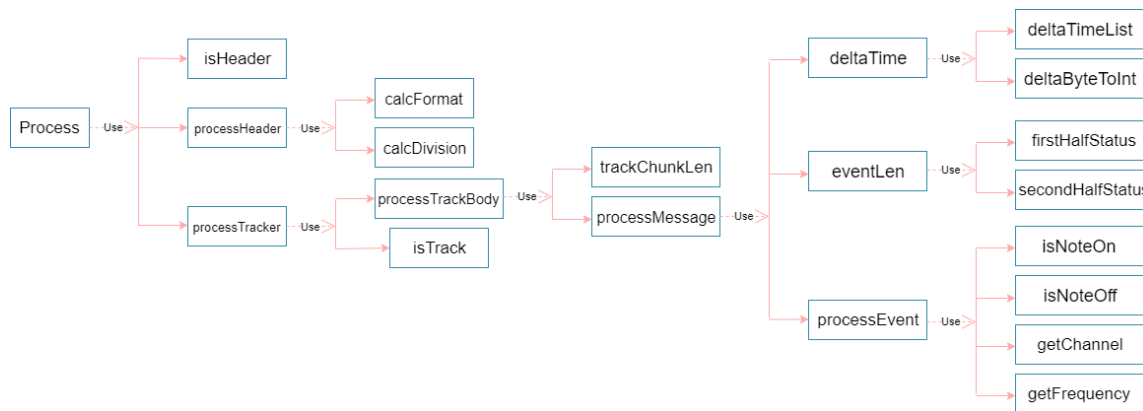 Process
Use
isHeader
processHeader
Use
calcFormat
calcDivision
processTracker
Use
processTrackBody
Use
isTrack
trackChunkLen
processMessage
Use
deltaTime
Use
deltaTimeList
deltaByteToInt
eventLen
Use
firstHalfStatus
secondHalfStatus
processEvent
Use
isNoteOn
isNoteOff
getChannel
getFrequency